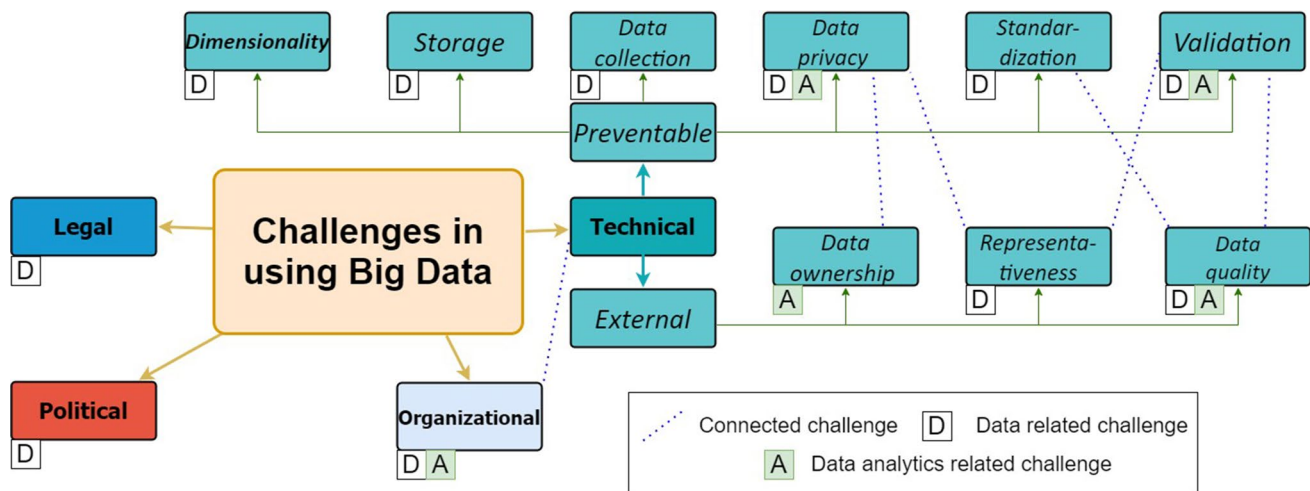 Dimensionality
D
Storage
D
Data
collection
D
Data
privacy
D A
Standar-
dization
D
Validation
D A
Preventable
Challenges in
using Big Data
Legal
D
Technical
Data
ownership
A
Representa-
tiveness
D
Data
quality
D A
External
Political
D
Organizational
D A
Connected challenge
D Data related challenge
A Data analytics related challenge